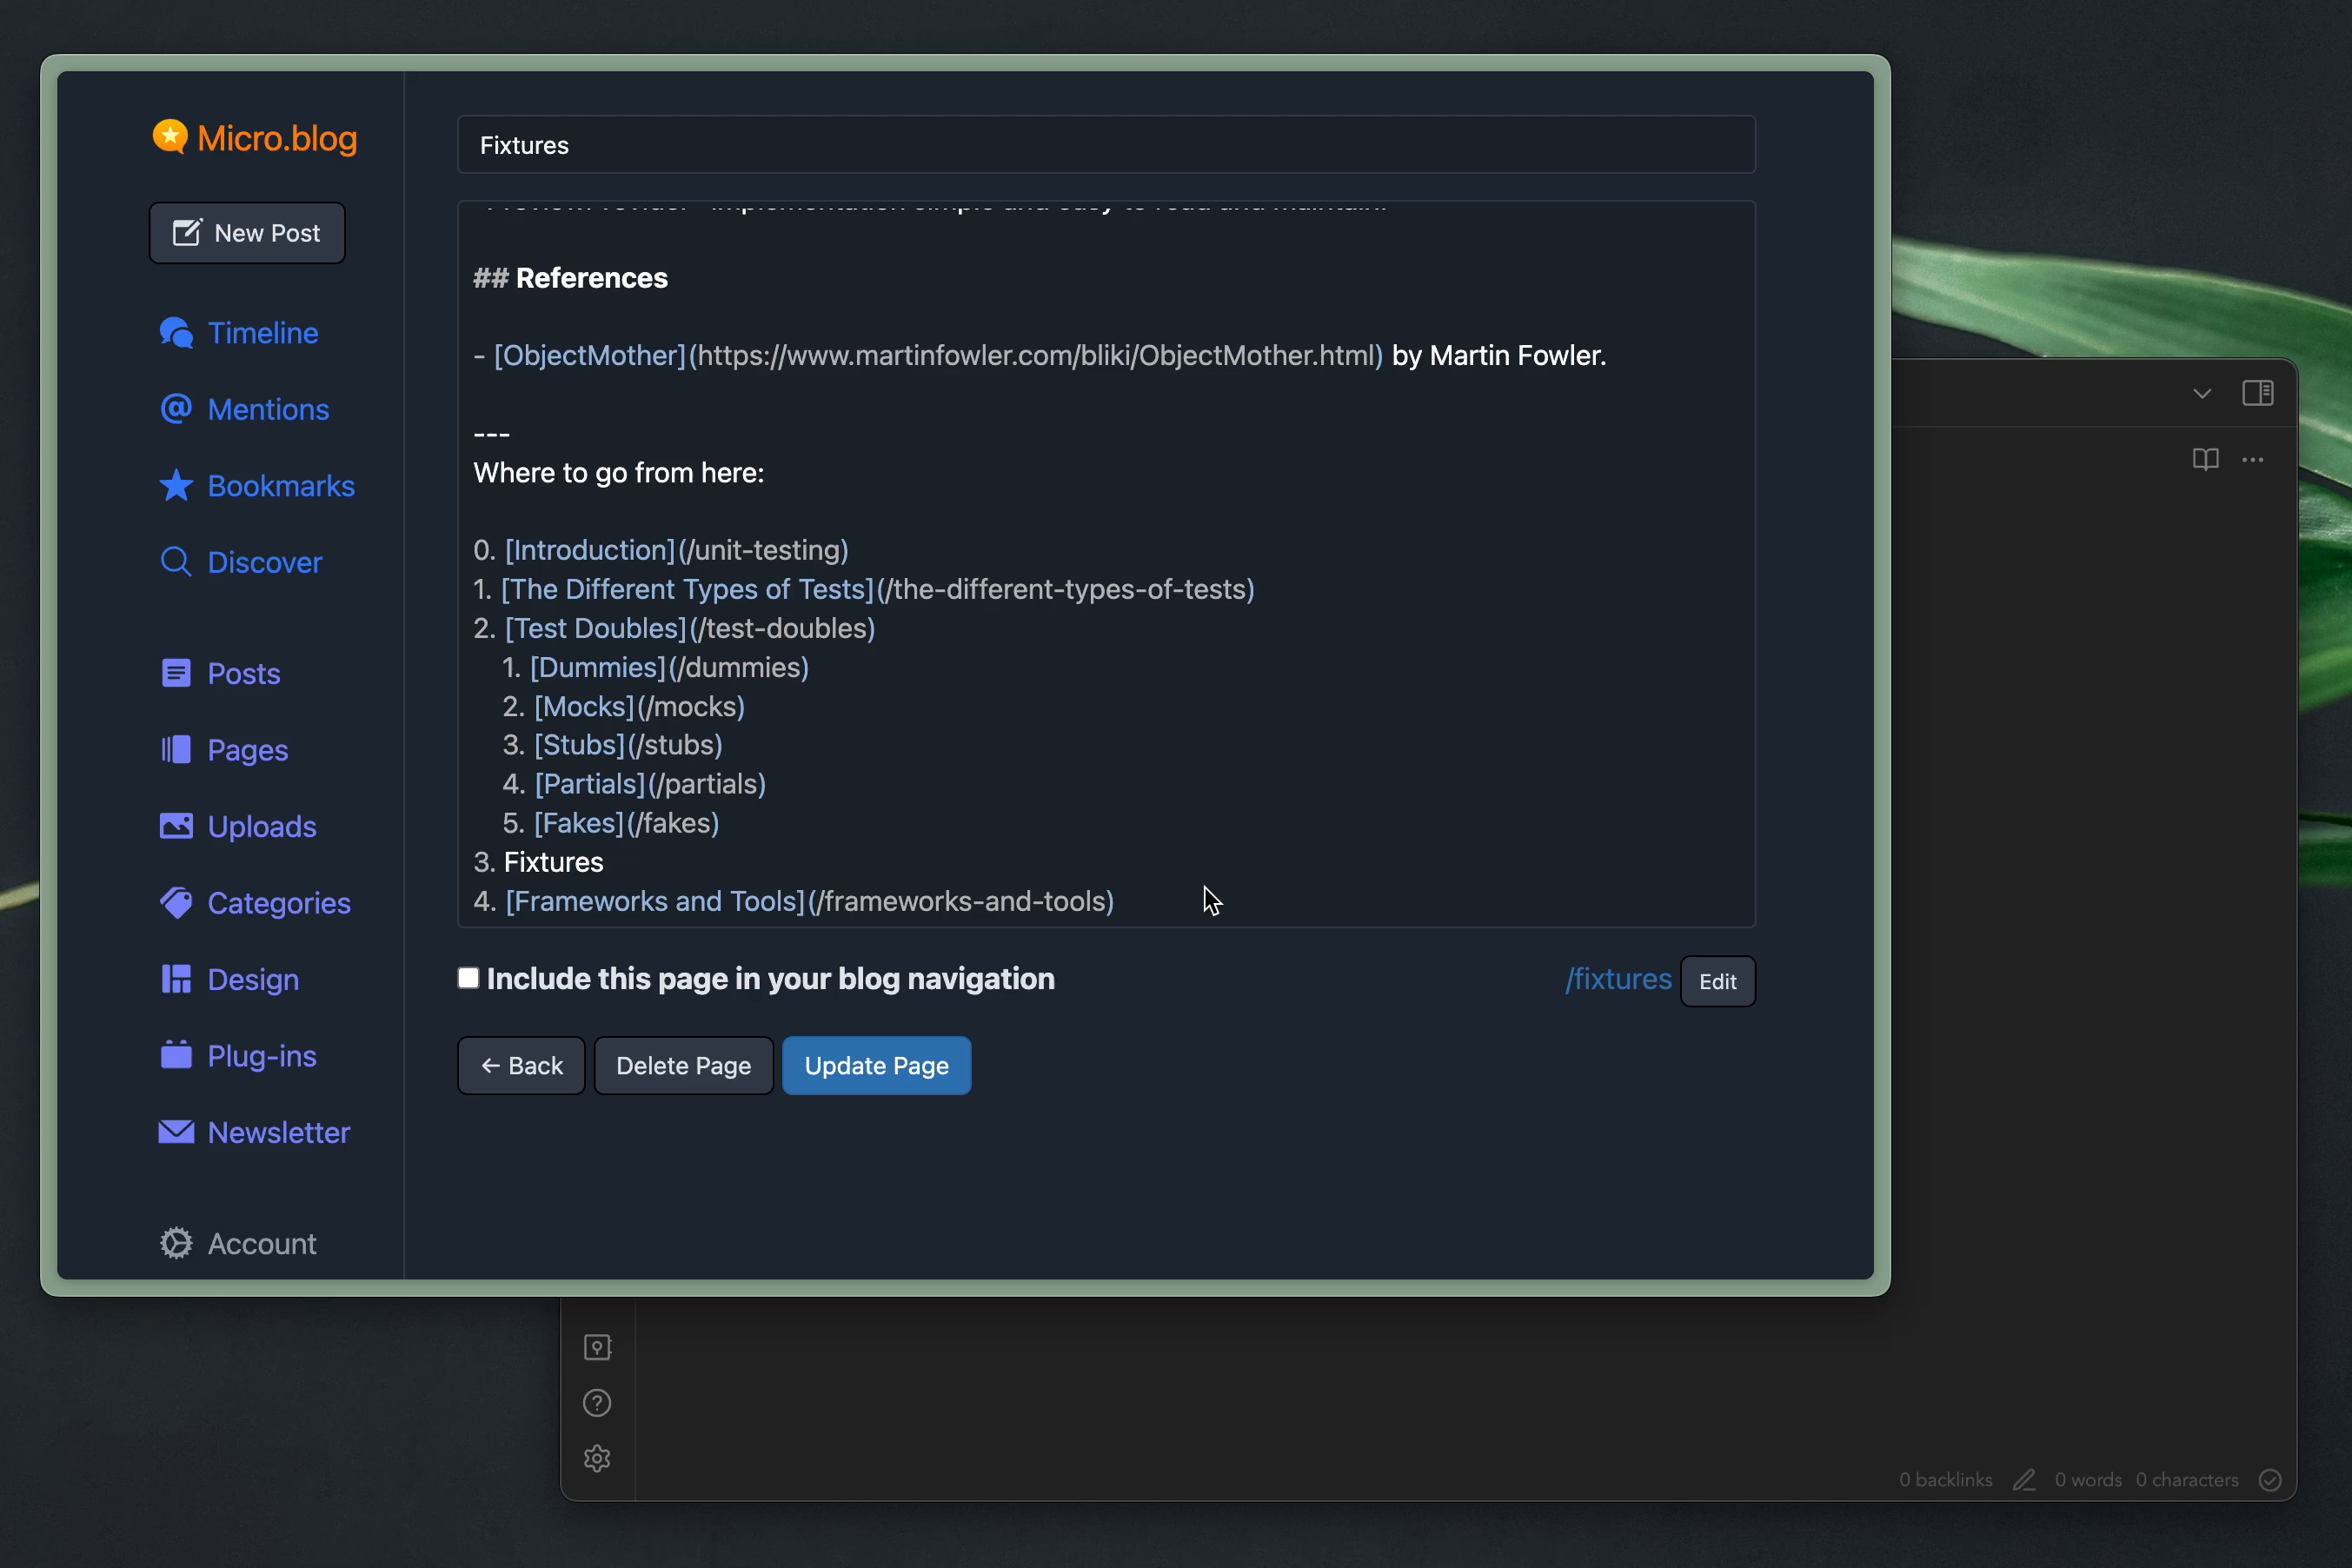 Micro.blog
New Post
Timeline
Mentions
Bookmarks
Discover
Posts
Pages
Uploads
Categories
Design
Plug-ins
Newsletter
Account
Fixtures
## References
- [ObjectMother](https://www.martinfowler.com/bliki/ObjectMother.html) by Martin Fowler.
---
Where to go from here:
0. [Introduction](/unit-testing)
1. [The Different Types of Tests](/the-different-types-of-tests)
2. [Test Doubles](/test-doubles)
1. [Dummies](/dummies)
2. [Mocks](/mocks)
3. [Stubs](/stubs)
4. [Partials](/partials)
5. [Fakes](/fakes)
3. Fixtures
4. [Frameworks and Tools](/frameworks-and-tools)
Include this page in your blog navigation
/fixtures Edit
← Back Delete Page Update Page
0 backlinks 0 words 0 characters